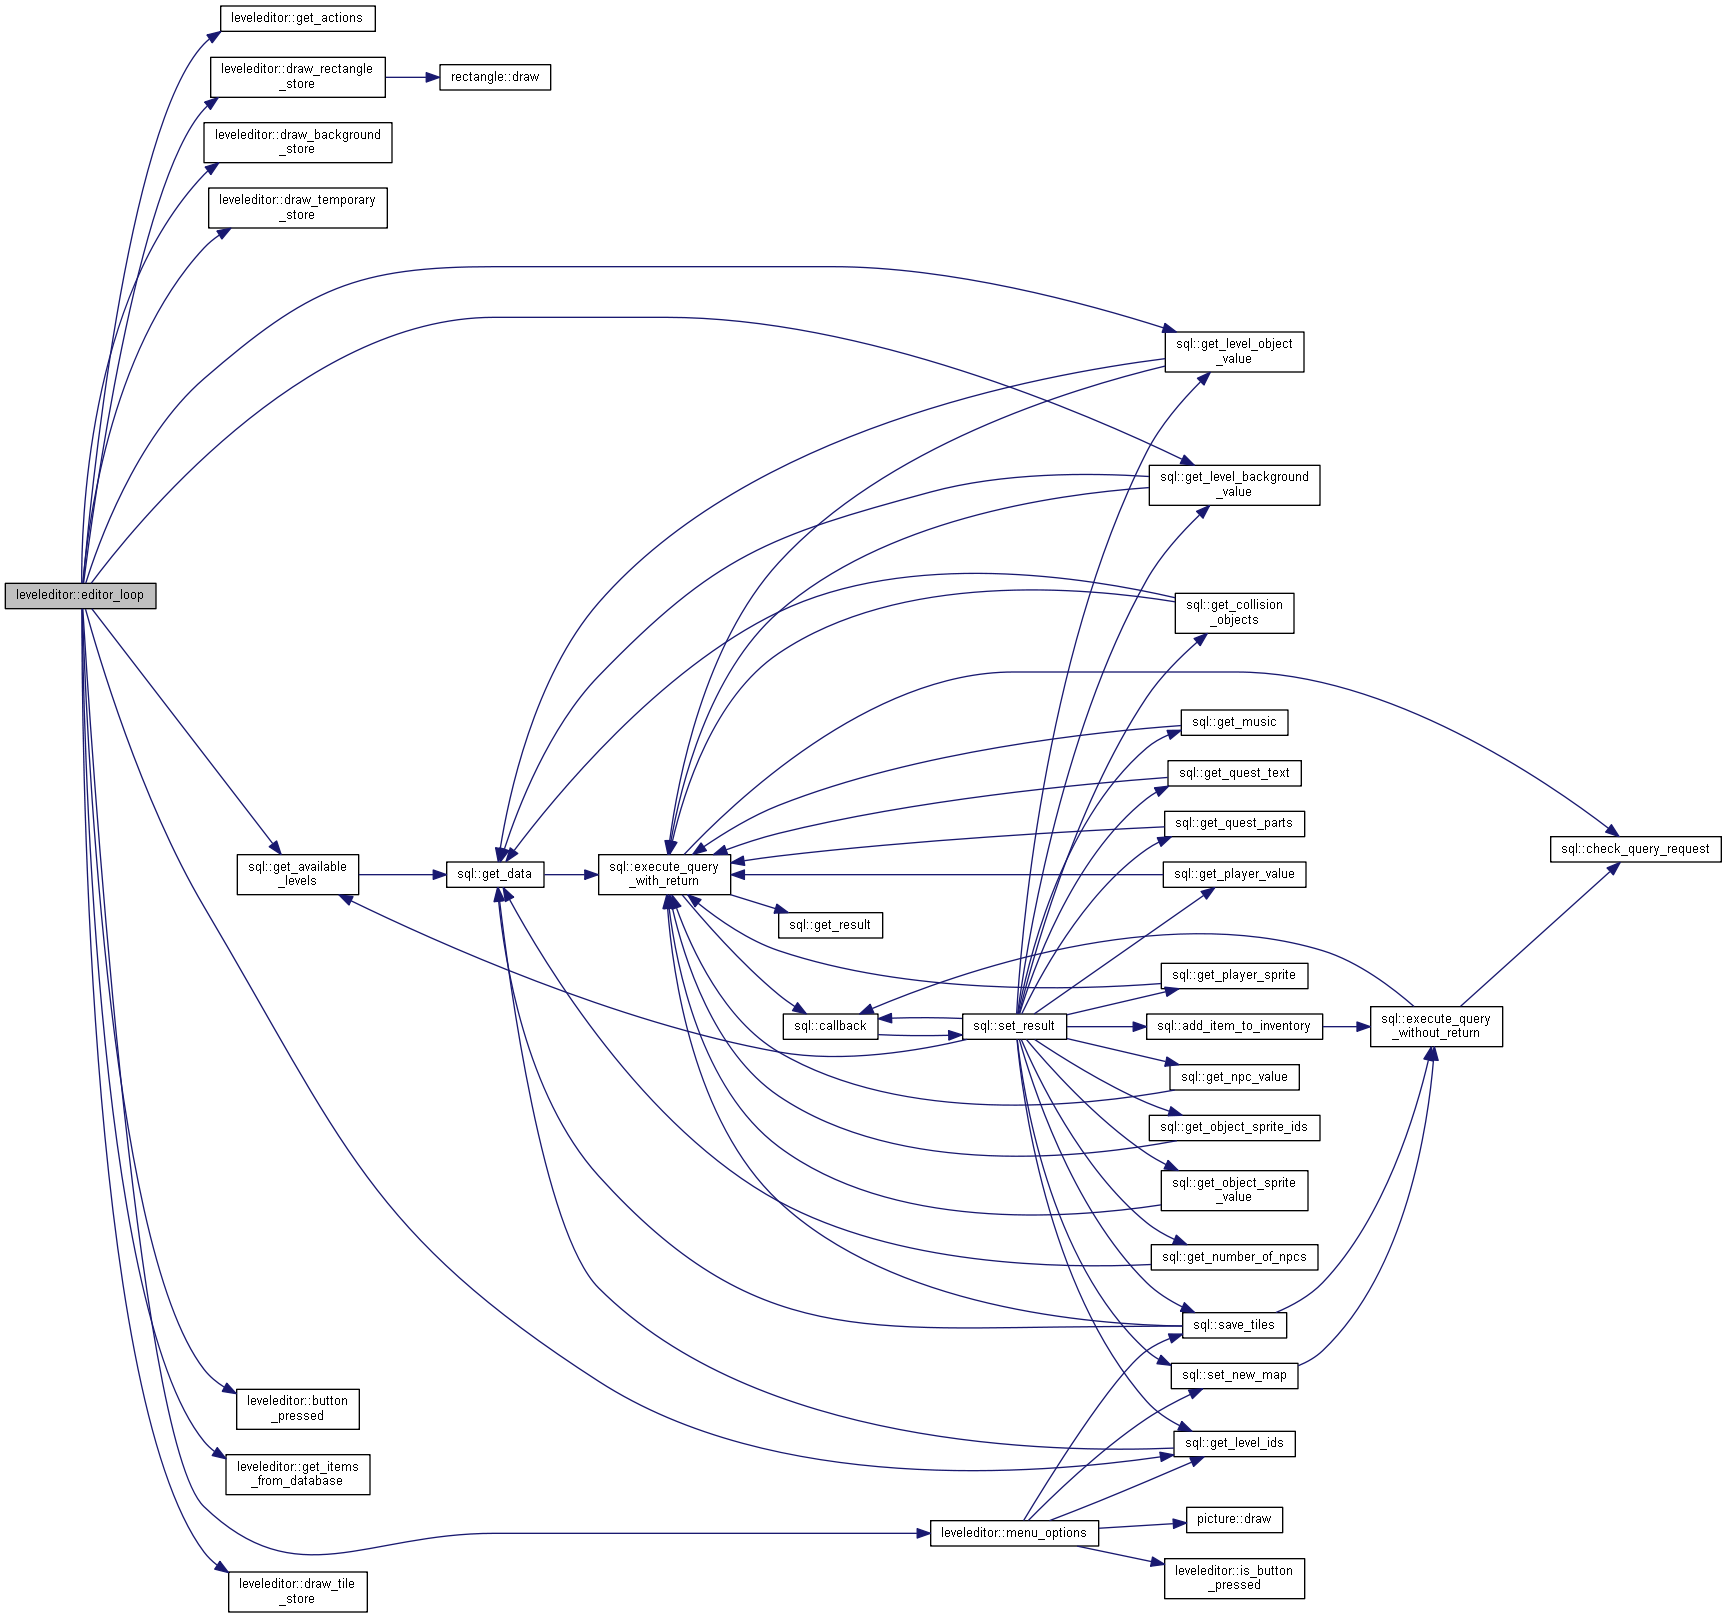 leveleditor::get_actions
leveleditor::draw_rectangle
_store
rectangle::draw
leveleditor::draw_background
_store
leveleditor::draw_temporary
_store
sql::get_level_object
_value
sql::get_level_background
_value
leveleditor::editor_loop
sql::get_collision
_objects
sql::get_music
sql::get_quest_text
sql::get_quest_parts
sql::check_query_request
sql::get_available
_levels
sql::get_data
sql::execute_query
_with_return
sql::get_player_value
sql::get_result
sql::get_player_sprite
sql::callback
sql::set_result
sql::add_item_to_inventory
sql::execute_query
_without_return
sql::get_npc_value
sql::get_object_sprite_ids
sql::get_object_sprite
_value
sql::get_number_of_npcs
sql::save_tiles
sql::set_new_map
leveleditor::button
_pressed
sql::get_level_ids
leveleditor::get_items
_from_database
picture::draw
leveleditor::menu_options
leveleditor::is_button
_pressed
leveleditor::draw_tile
_store